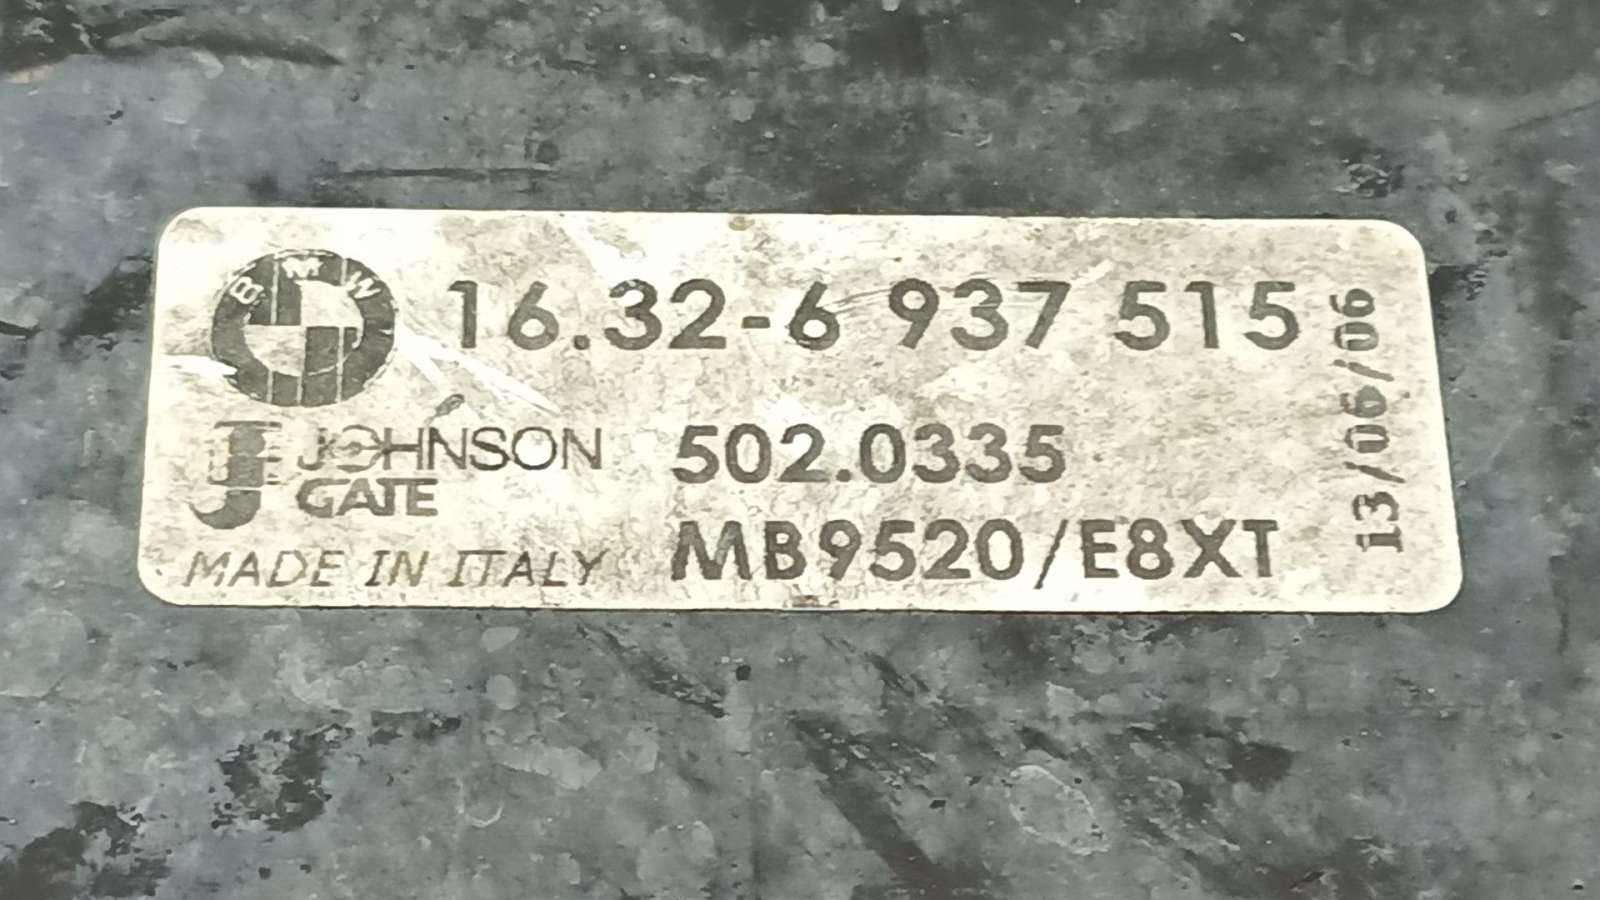 BMW
16.32-6 937 515
JOHNSON
GATE
502.0335
MADE IN ITALY
MB9520/E8XT
13/06/06